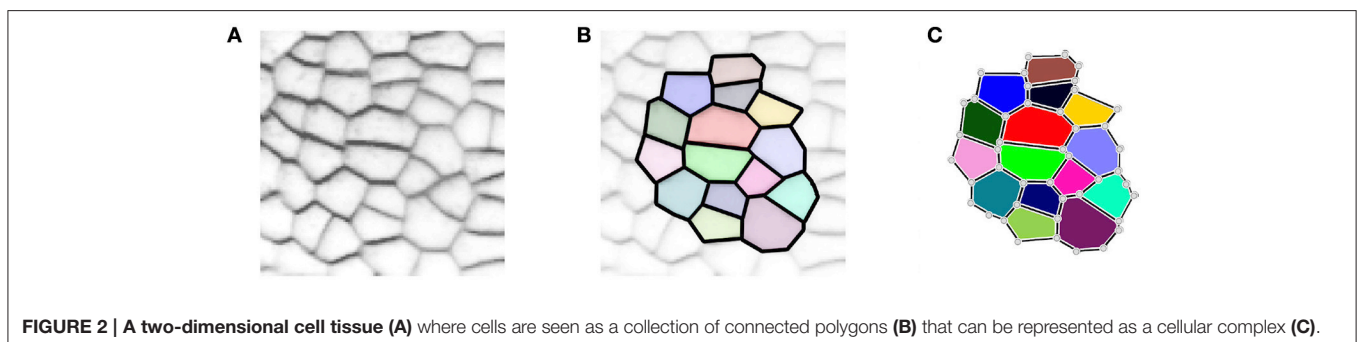 A B C
FIGURE 2 | A two-dimensional cell tissue (A) where cells are seen as a collection of connected polygons (B) that can be represented as a cellular complex (C).